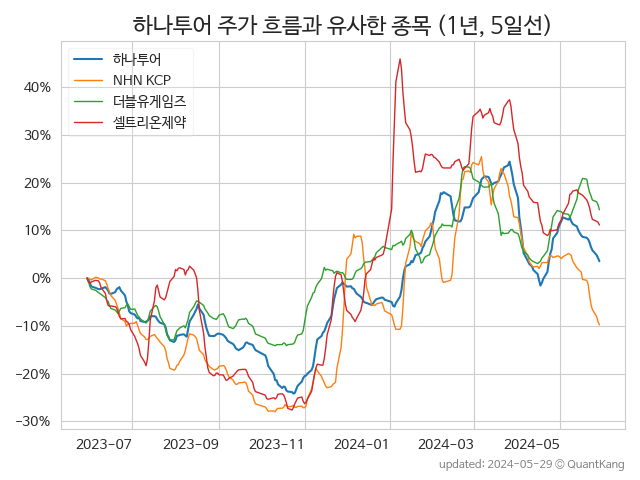 하나투어 주가 흐름과 유사한 종목 (1년, 5일선)
하나투어
NHN KCP
더블유게임즈
셀트리온제약
40%
30%
20%
10%
0%
−10%
−20%
−30%
2023-07
2023-09
2023-11
2024-01
2024-03
2024-05
updated: 2024-05-29 © QuantKang